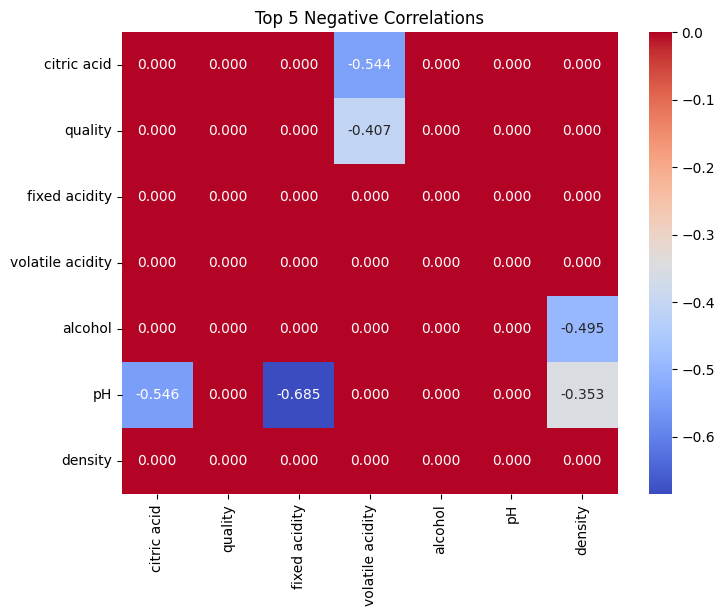 Top 5 Negative Correlations
citric acid 0.000 0.000 0.000 -0.544 0.000 0.000 0.000
quality 0.000 0.000 0.000 -0.407 0.000 0.000 0.000
fixed acidity 0.000 0.000 0.000 0.000 0.000 0.000 0.000
volatile acidity 0.000 0.000 0.000 0.000 0.000 0.000 0.000
alcohol 0.000 0.000 0.000 0.000 0.000 0.000 -0.495
pH -0.546 0.000 -0.685 0.000 0.000 0.000 -0.353
density 0.000 0.000 0.000 0.000 0.000 0.000 0.000
citric acid
quality
fixed acidity
volatile acidity
alcohol
pH
density
0.0
−0.1
−0.2
−0.3
−0.4
−0.5
−0.6